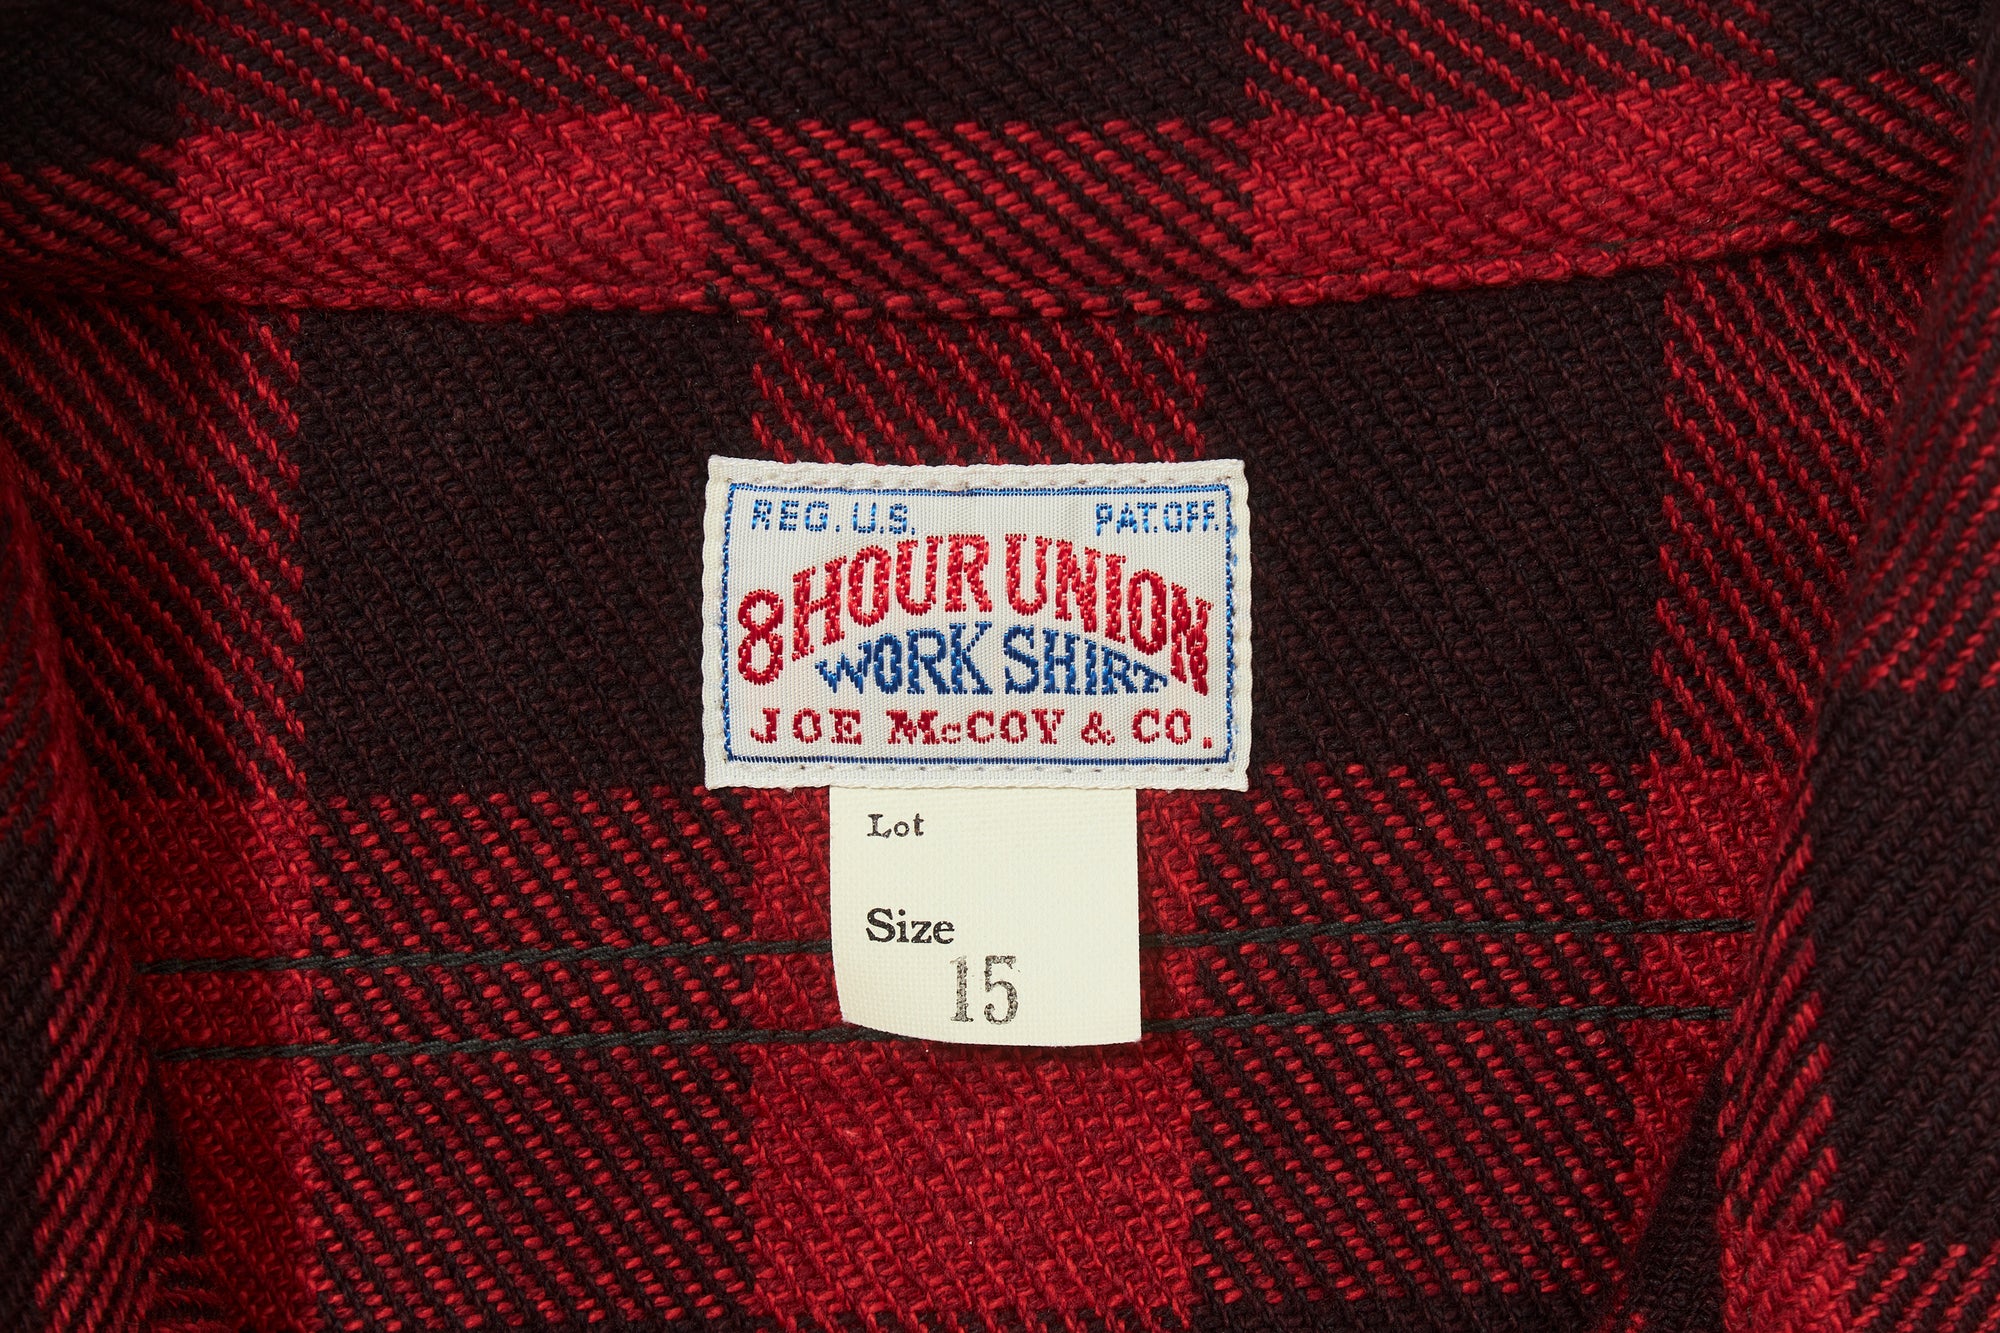 REG. U.S. PAT. OFF.
8 HOUR UNION
WORK SHIRT
JOE McCOY & CO.
Lot
Size
15